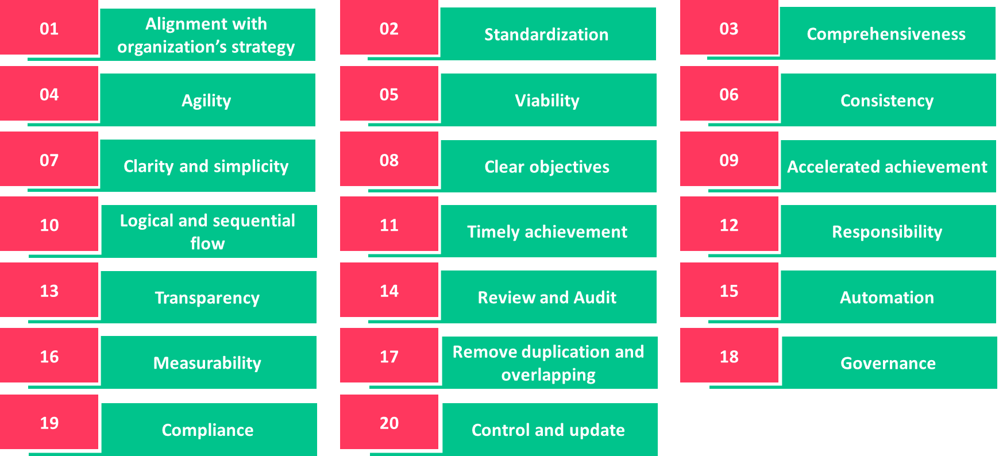 01
Alignment with
organization’s strategy
02
Standardization
03
Comprehensiveness
04
Agility
05
Viability
06
Consistency
07
Clarity and simplicity
08
Clear objectives
09
Accelerated achievement
10
Logical and sequential
flow
11
Timely achievement
12
Responsibility
13
Transparency
14
Review and Audit
15
Automation
16
Measurability
17
Remove duplication and
overlapping
18
Governance
19
Compliance
20
Control and update